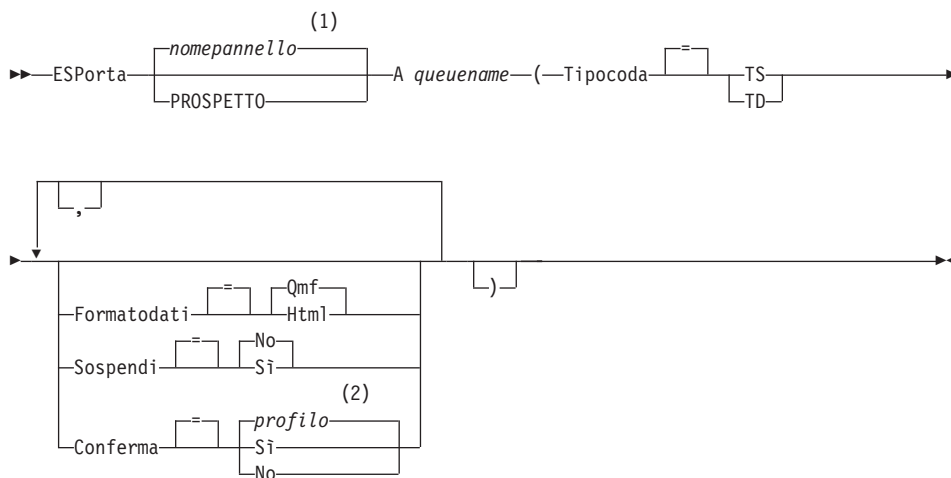 (1)
nomepannello
ESPorta A queuename ( Tipocoda = TS
PROSPETTO TD
,
Formatodati = Qmf
Html
Sospendi = No
Sì
(2)
Conferma = profilo
Sì
No
)